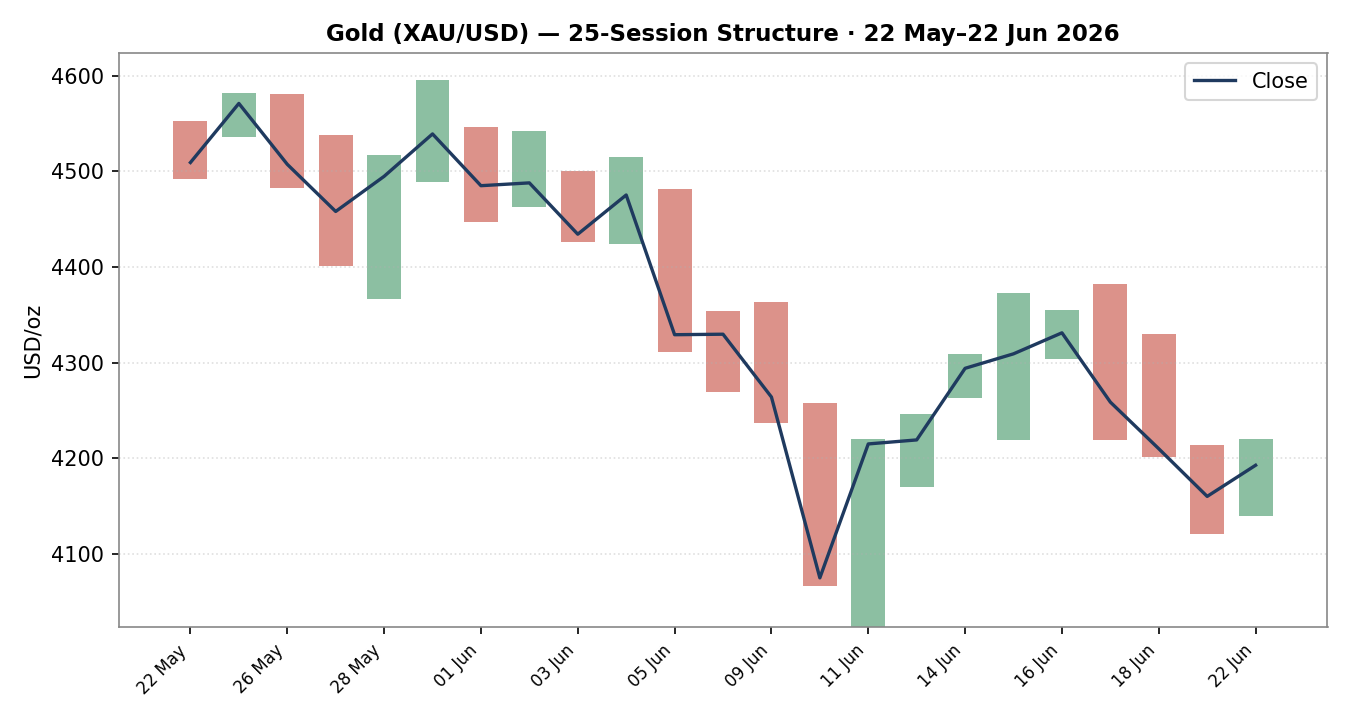 Gold (XAU/USD) — 25-Session Structure · 22 May–22 Jun 2026
Close
USD/oz
4600
4500
4400
4300
4200
4100
22 May
26 May
28 May
01 Jun
03 Jun
05 Jun
09 Jun
11 Jun
14 Jun
16 Jun
18 Jun
22 Jun